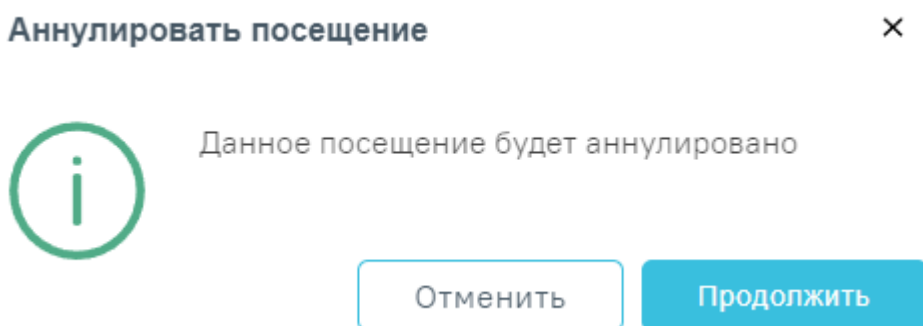 Аннулировать посещение
Данное посещение будет аннулировано
Отменить Продолжить